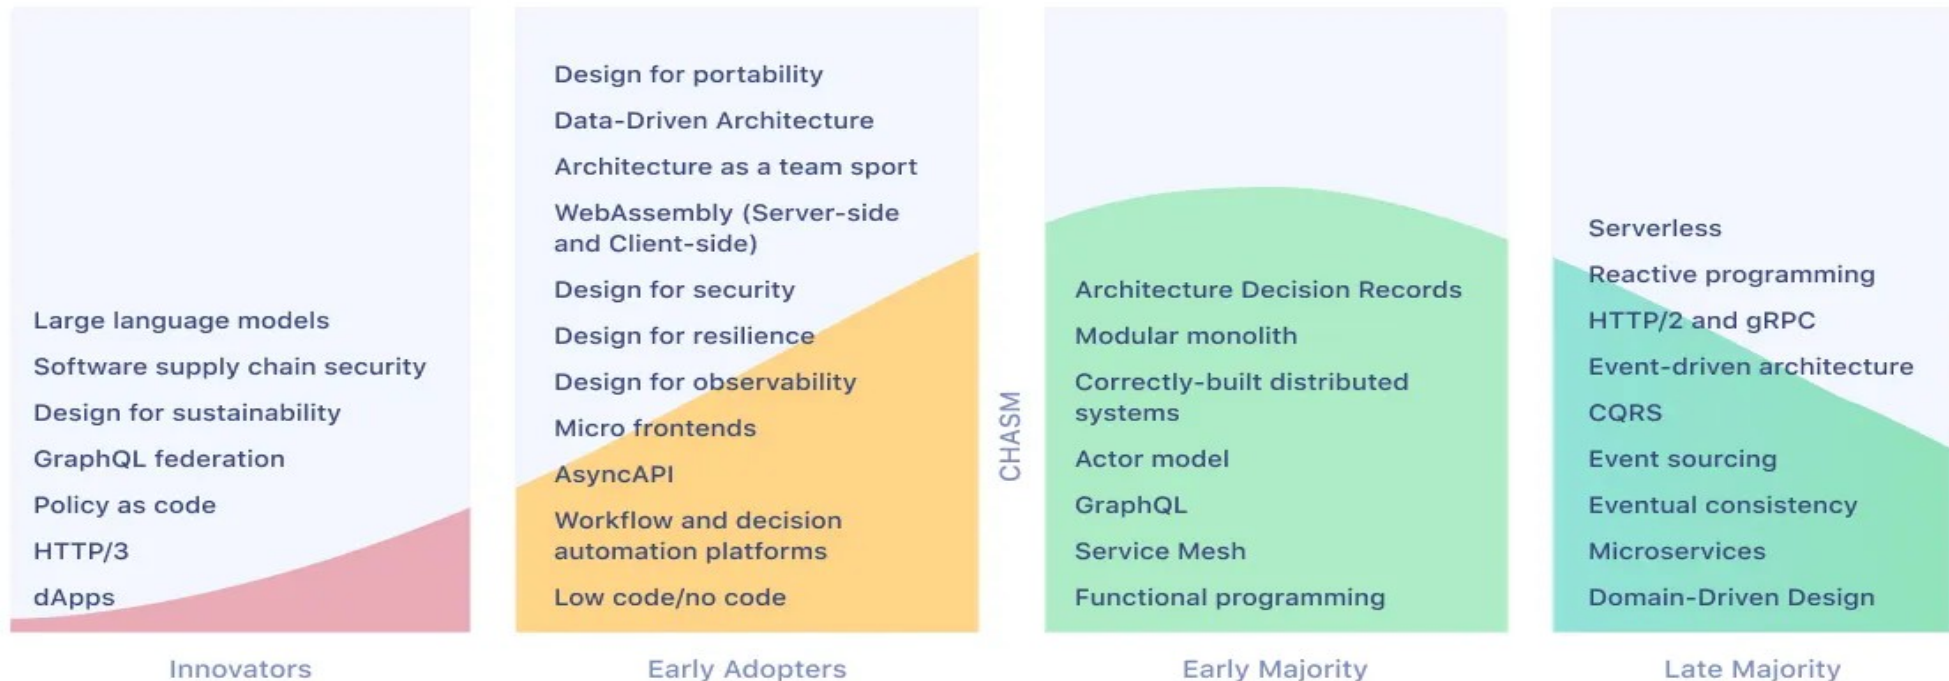 Large language models
Software supply chain security
Design for sustainability
GraphQL federation
Policy as code
HTTP/3
dApps
Innovators
Design for portability
Data-Driven Architecture
Architecture as a team sport
WebAssembly (Server-side
and Client-side)
Design for security
Design for resilience
Design for observability
Micro frontends
AsyncAPI
Workflow and decision
automation platforms
Low code/no code
Early Adopters
CHASM
Architecture Decision Records
Modular monolith
Correctly-built distributed
systems
Actor model
GraphQL
Service Mesh
Functional programming
Early Majority
Serverless
Reactive programming
HTTP/2 and gRPC
Event-driven architecture
CQRS
Event sourcing
Eventual consistency
Microservices
Domain-Driven Design
Late Majority